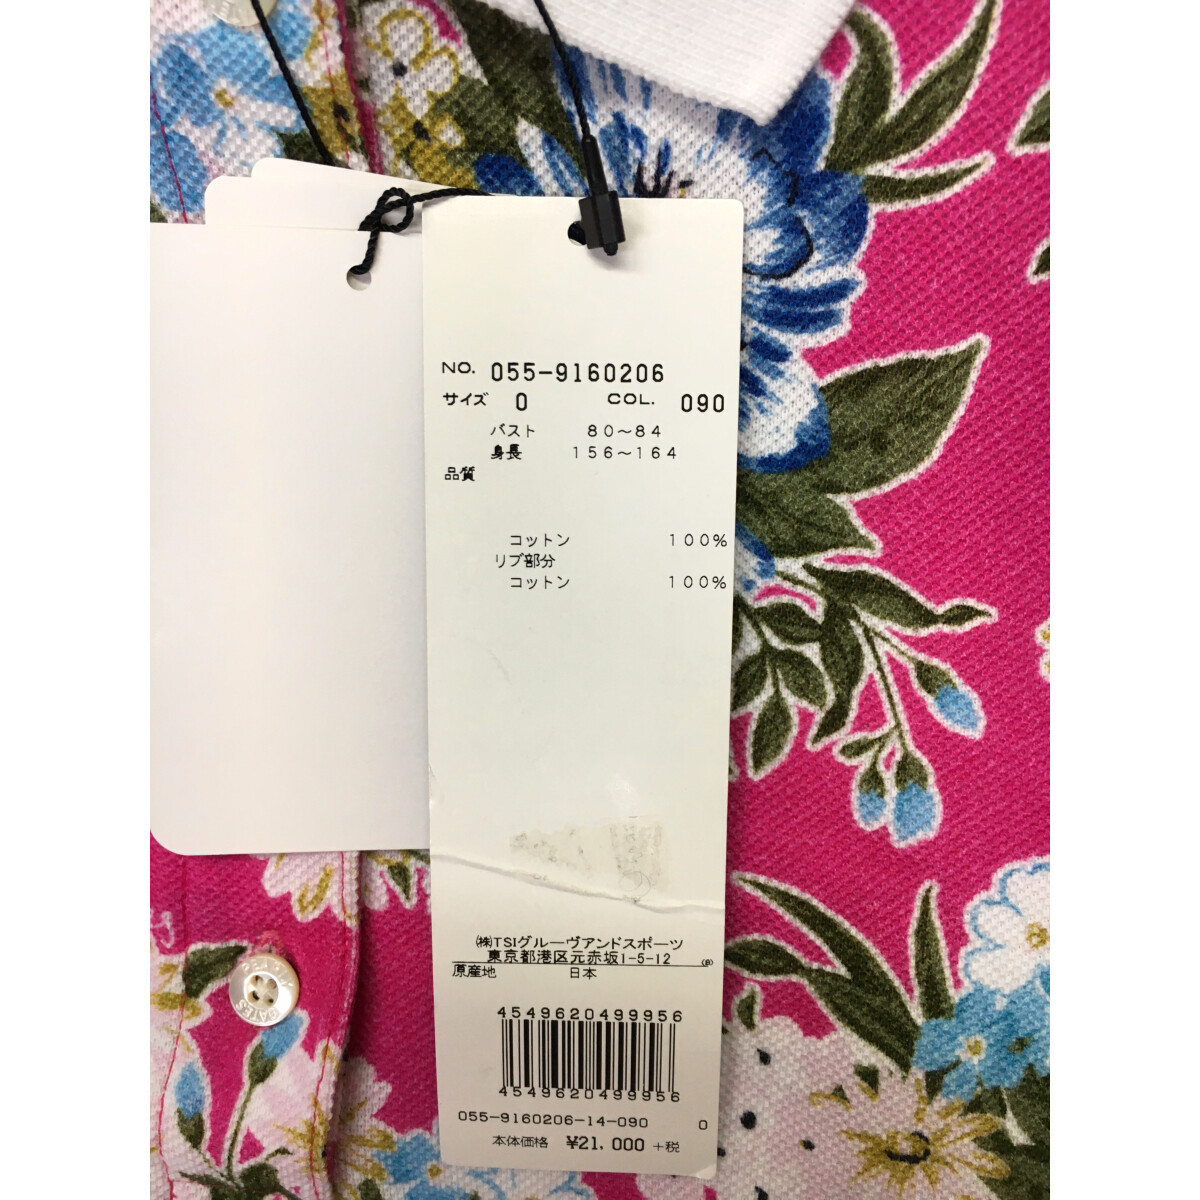 NO. 055-9160206
サイズ 0 COL. 090
バスト 80~84
身長 156~164
品質
コットン 100%
リブ部分
コットン 100%
㈱TSIグルーヴアンドスポーツ
東京都港区元赤坂1-5-12
原産地 日本
4549620499956
4549620499956
055-9160206-14-090 0
本体価格 ¥21,000 +税
GATES